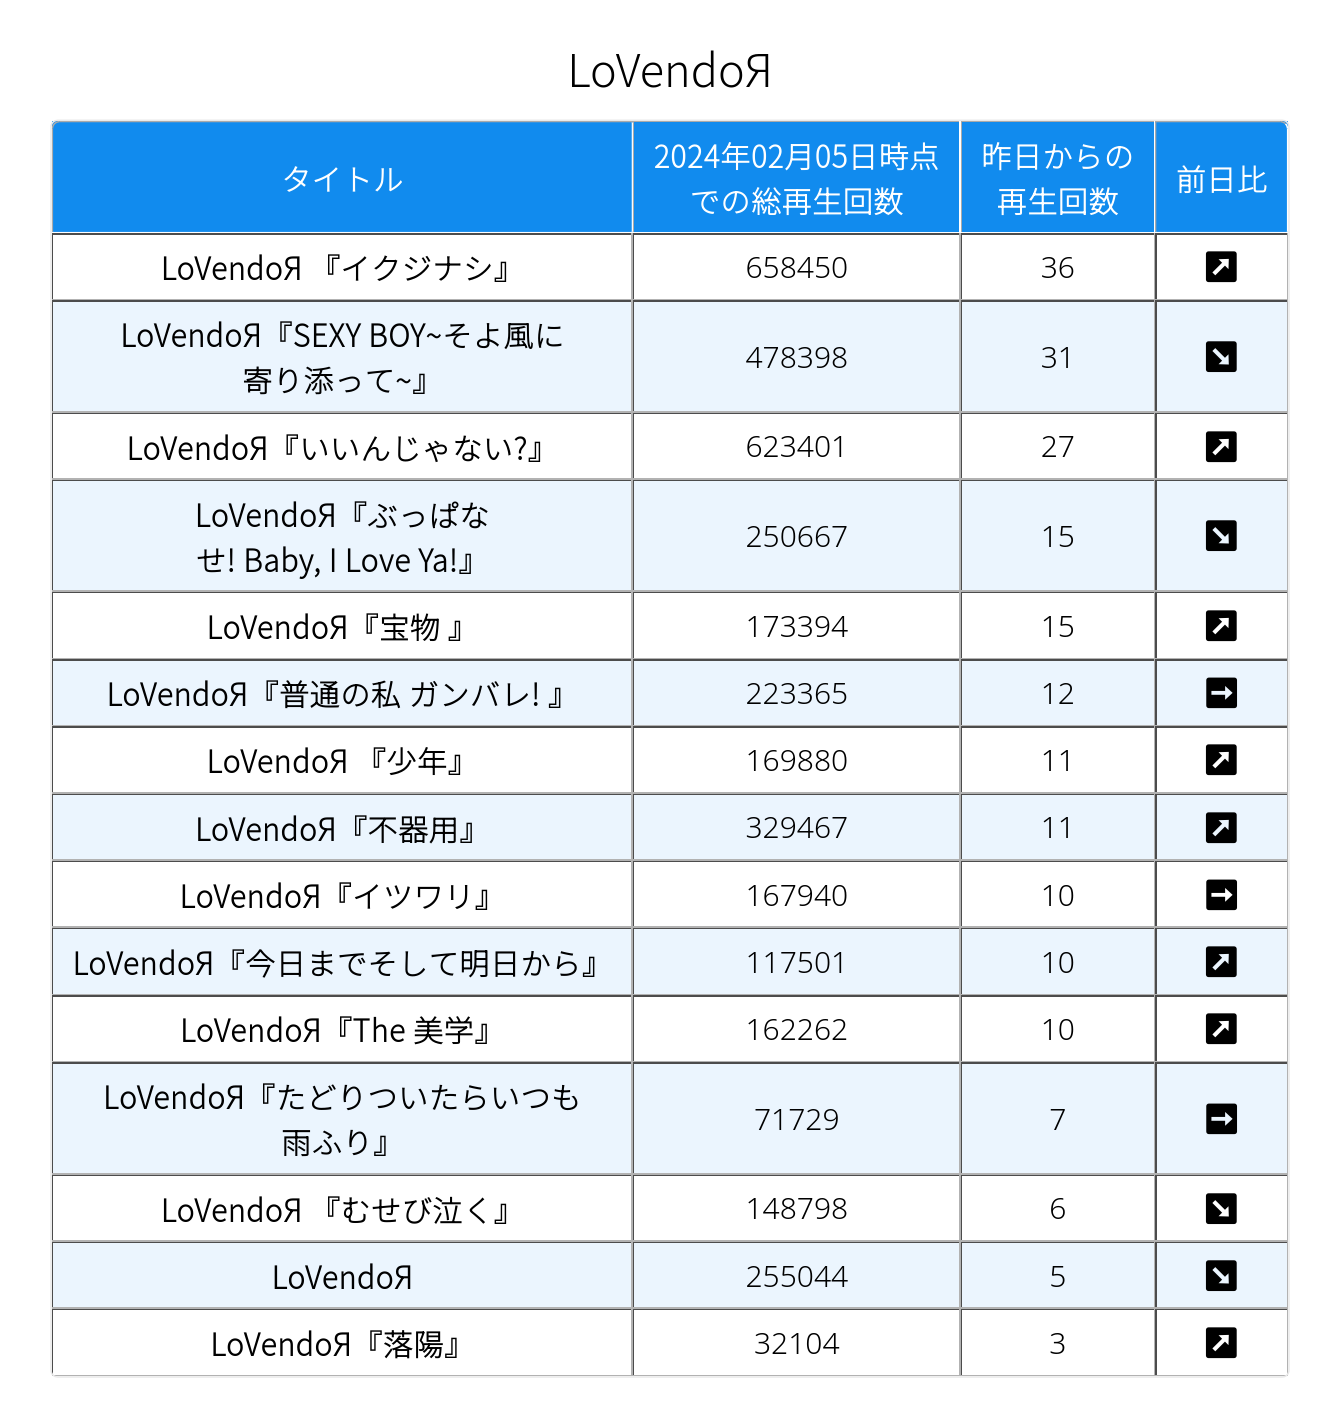 LoVendoЯ
タイトル
2024年02月05日時点
での総再生回数
昨日からの
再生回数
前日比
LoVendoЯ 『イクジナシ』
658450
36
LoVendoЯ『SEXY BOY~そよ風に
寄り添って~』
478398
31
LoVendoЯ『いいんじゃない?』
623401
27
LoVendoЯ『ぶっぱな
せ! Baby, I Love Ya!』
250667
15
LoVendoЯ『宝物 』
173394
15
LoVendoЯ『普通の私 ガンバレ! 』
223365
12
LoVendoЯ 『少年』
169880
11
LoVendoЯ『不器用』
329467
11
LoVendoЯ『イツワリ』
167940
10
LoVendoЯ『今日までそして明日から』
117501
10
LoVendoЯ『The 美学』
162262
10
LoVendoЯ『たどりついたらいつも
雨ふり』
71729
7
LoVendoЯ 『むせび泣く』
148798
6
LoVendoЯ
255044
5
LoVendoЯ『落陽』
32104
3